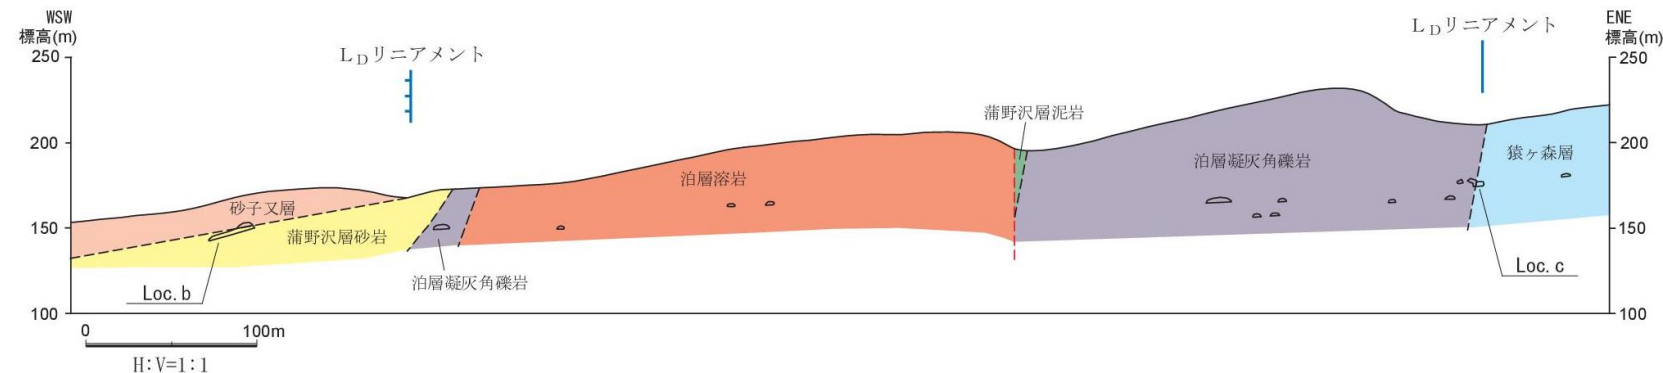 WSW
標高(m)
250
200
150
100
LDリニアメント
砂子又層
蒲野沢層砂岩
泊層凝灰角礫岩
Loc.b
泊層溶岩
蒲野沢層泥岩
泊層凝灰角礫岩
LDリニアメント
猿ヶ森層
Loc.c
ENE
標高(m)
250
200
150
100
0 100m
H:V=1:1